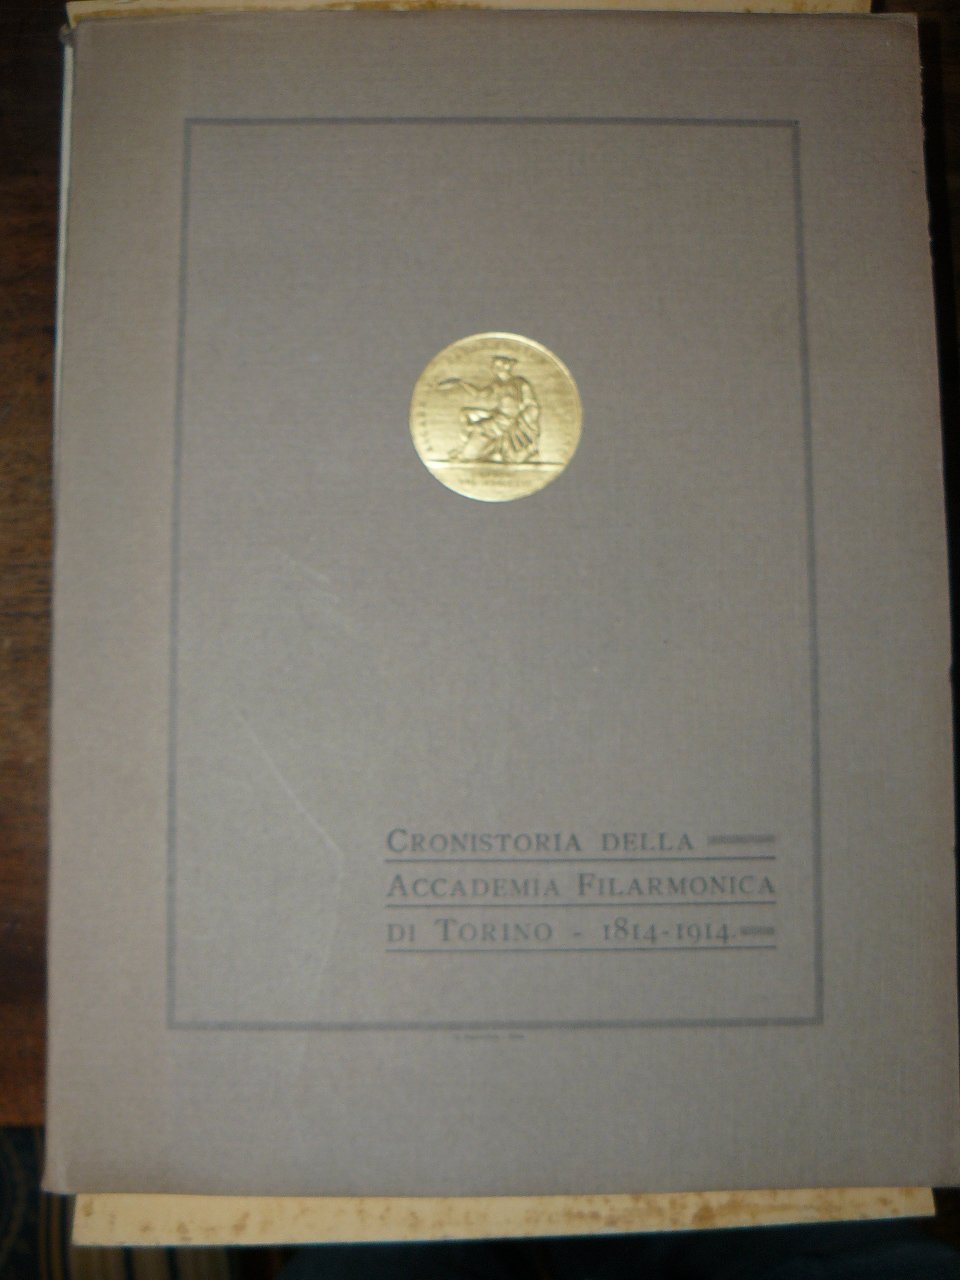 Cronistoria della
Accademia Filarmonica
di Torino - 1814-1914.